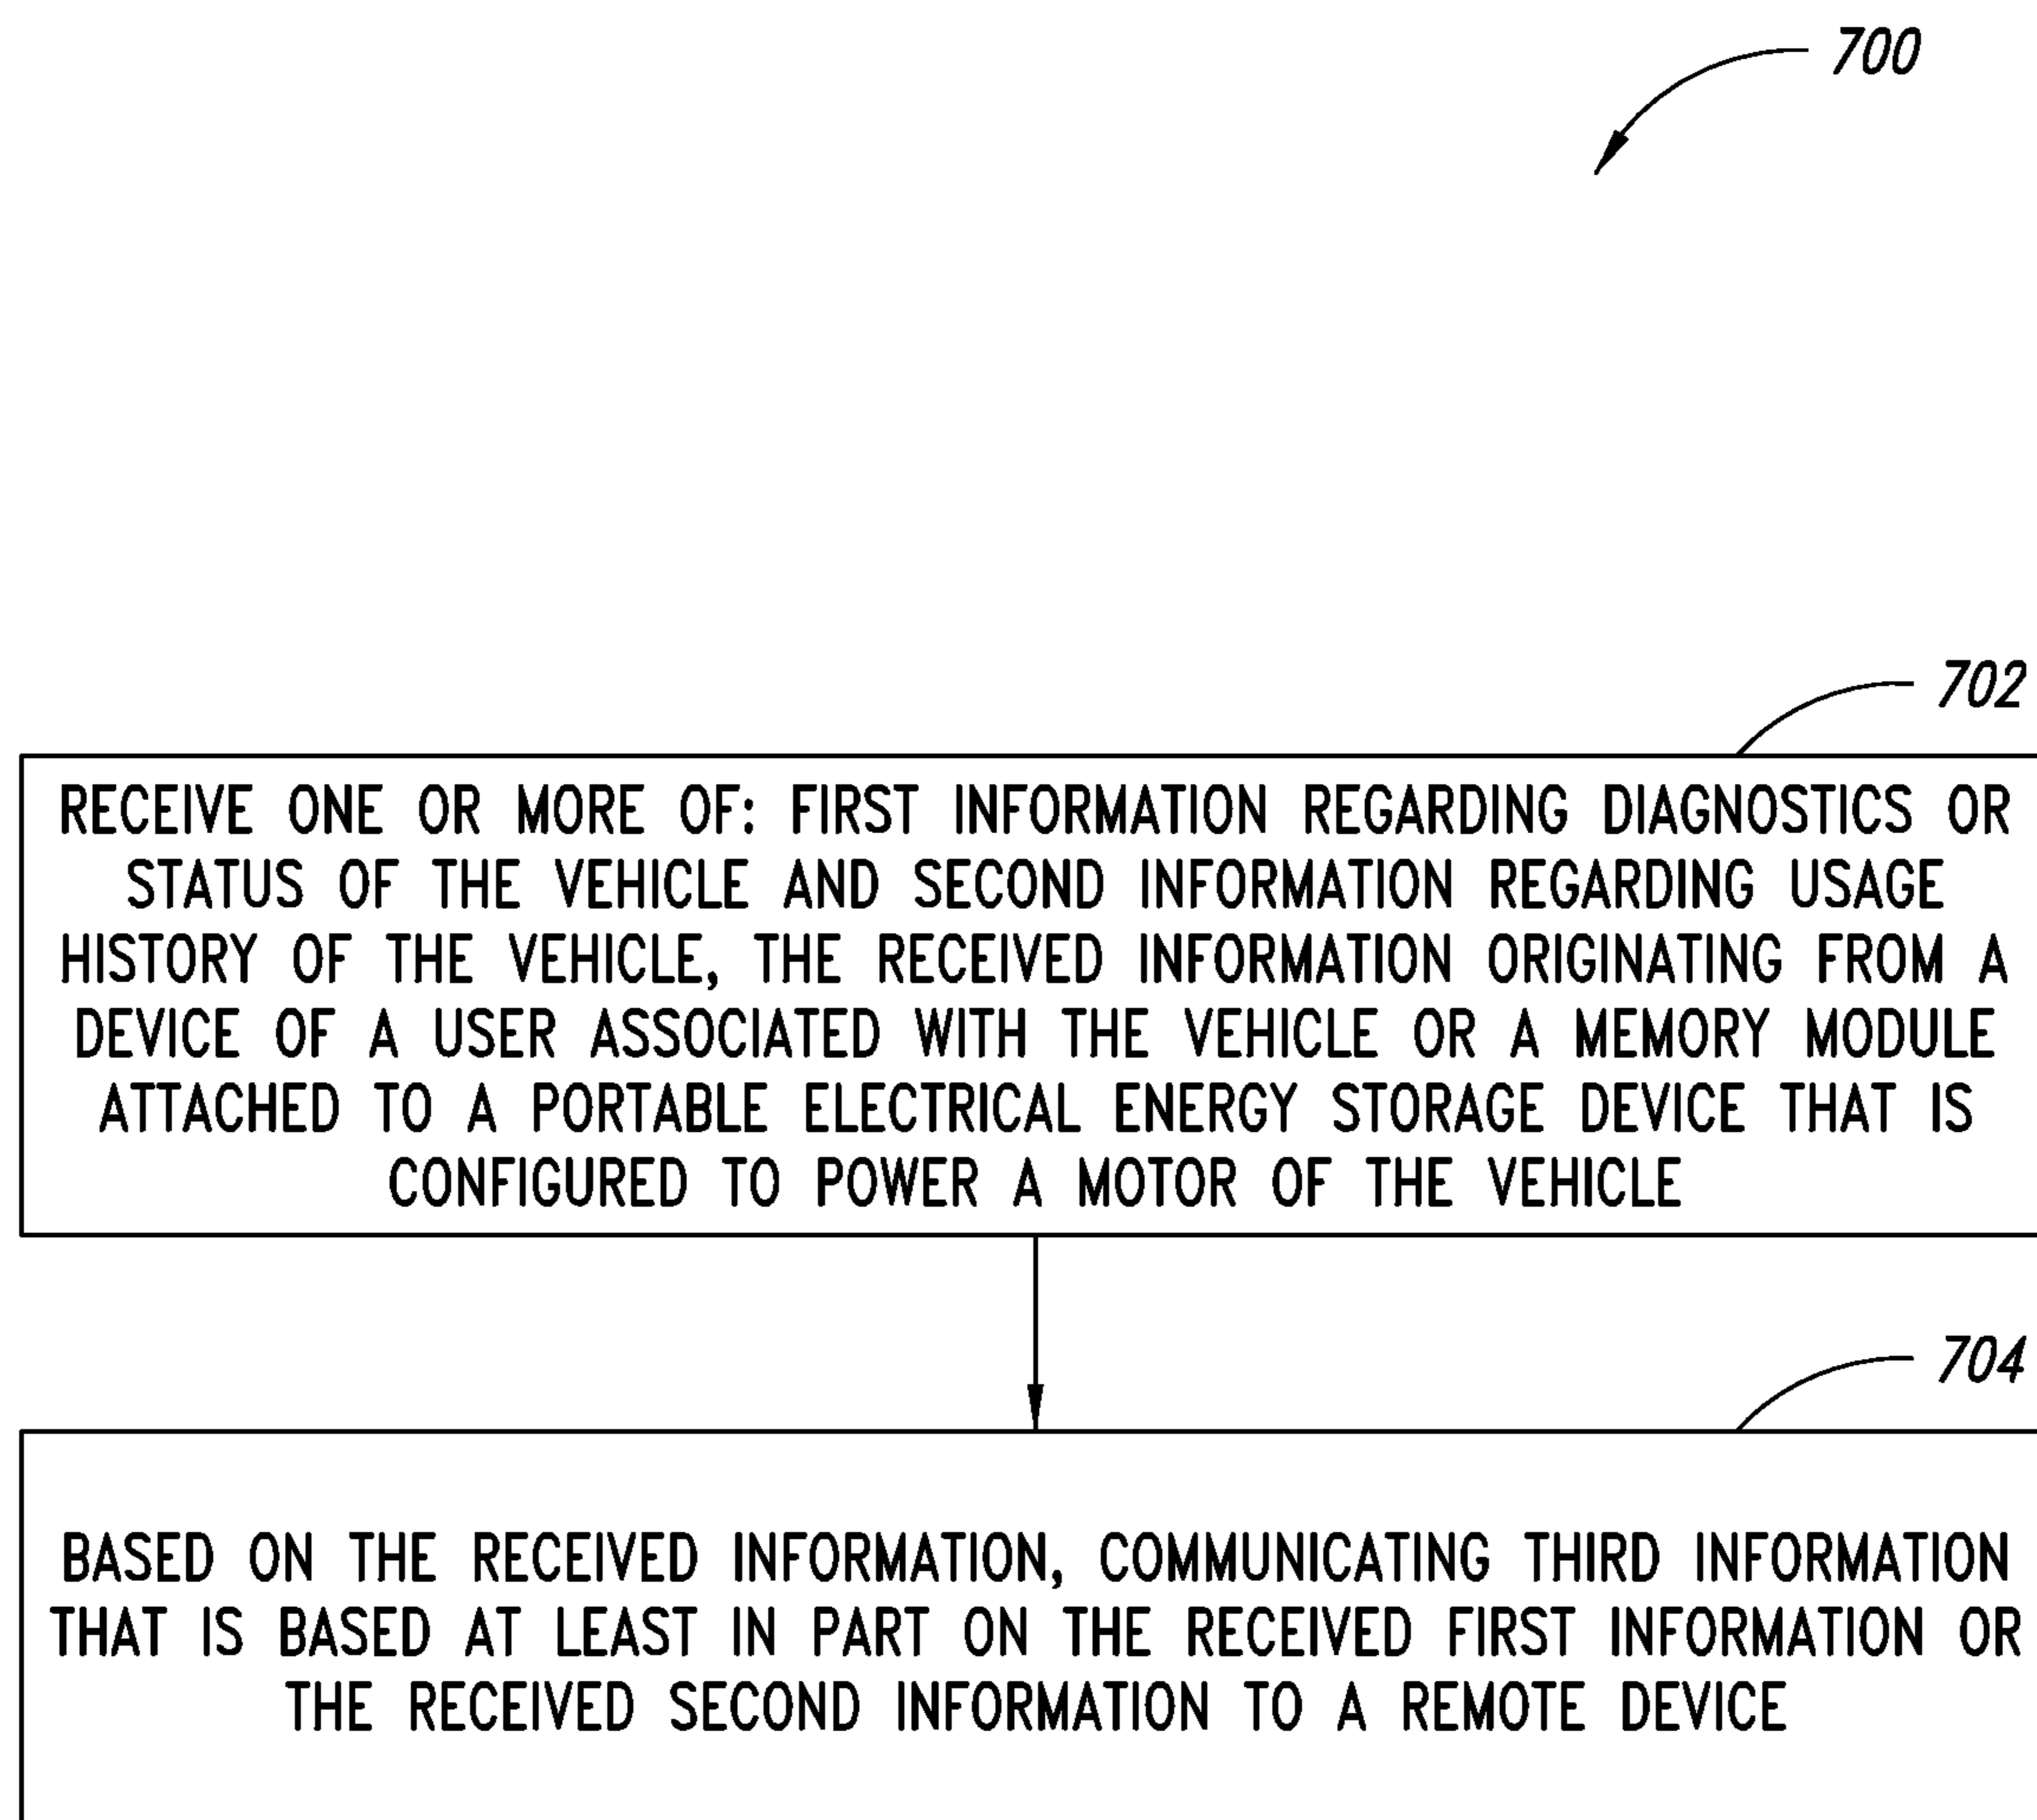 700
702
RECEIVE ONE OR MORE OF: FIRST INFORMATION REGARDING DIAGNOSTICS OR
STATUS OF THE VEHICLE AND SECOND INFORMATION REGARDING USAGE
HISTORY OF THE VEHICLE, THE RECEIVED INFORMATION ORIGINATING FROM A
DEVICE OF A USER ASSOCIATED WITH THE VEHICLE OR A MEMORY MODULE
ATTACHED TO A PORTABLE ELECTRICAL ENERGY STORAGE DEVICE THAT IS
CONFIGURED TO POWER A MOTOR OF THE VEHICLE
704
BASED ON THE RECEIVED INFORMATION, COMMUNICATING THIRD INFORMATION
THAT IS BASED AT LEAST IN PART ON THE RECEIVED FIRST INFORMATION OR
THE RECEIVED SECOND INFORMATION TO A REMOTE DEVICE